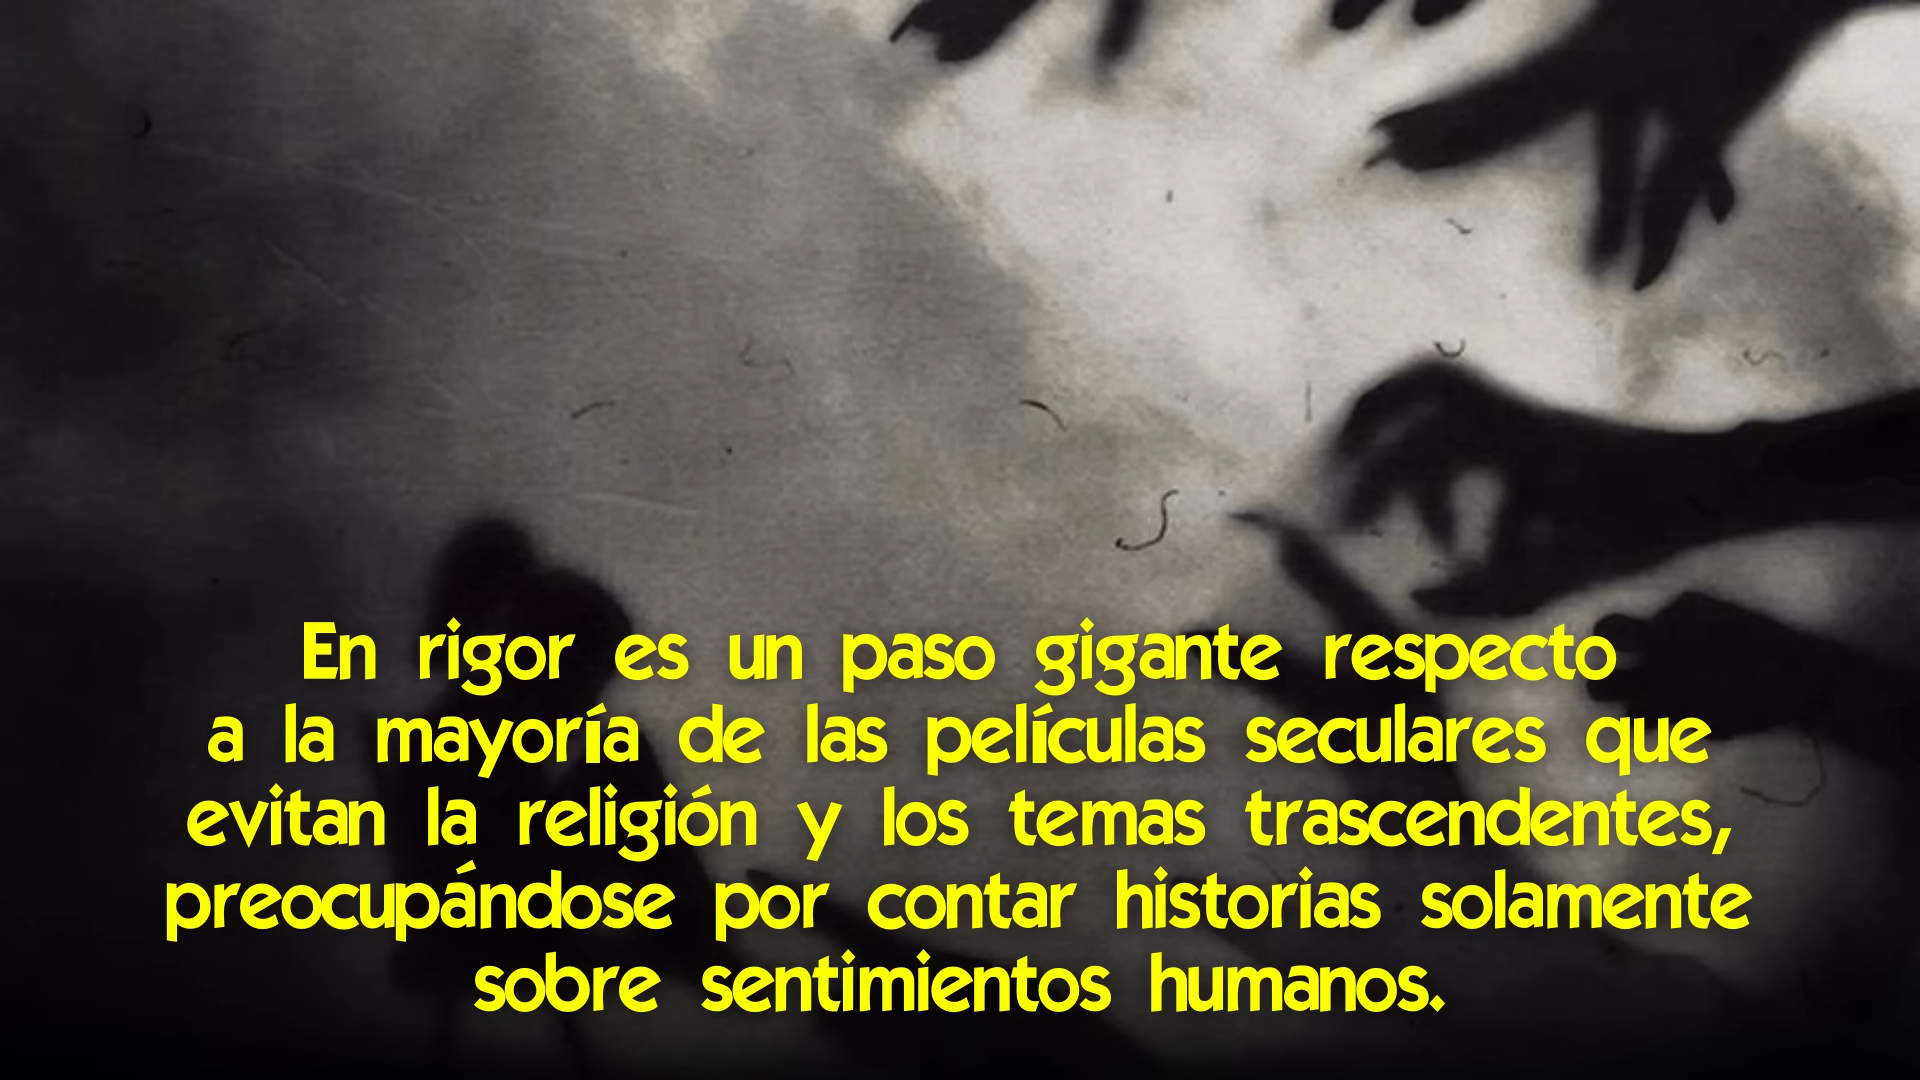 En rigor es un paso gigante respecto
a la mayoría de las películas seculares que
evitan la religión y los temas trascendentes,
preocupándose por contar historias solamente
sobre sentimientos humanos.